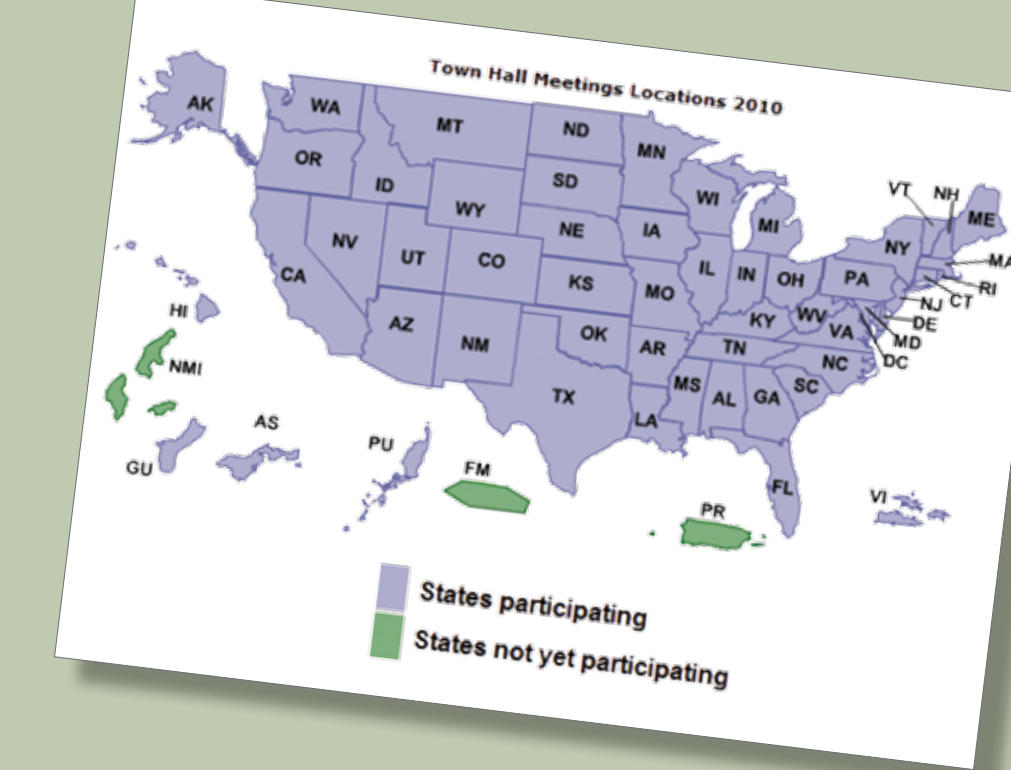 Town Hall Meetings Locations 2010
AK
WA
MT
ND
MN
OR
ID
SD
WI
VT
NH
ME
WY
NE
IA
MI
NY
NV
UT
CO
IL
IN
OH
PA
MA
RI
CA
KS
MO
KY
WV
VA
NJ
CT
DE
MD
DC
HI
AZ
NM
OK
AR
TN
NC
NMI
TX
MS
AL
GA
SC
LA
AS
GU
PU
FM
FL
PR
VI
States participating
States not yet participating